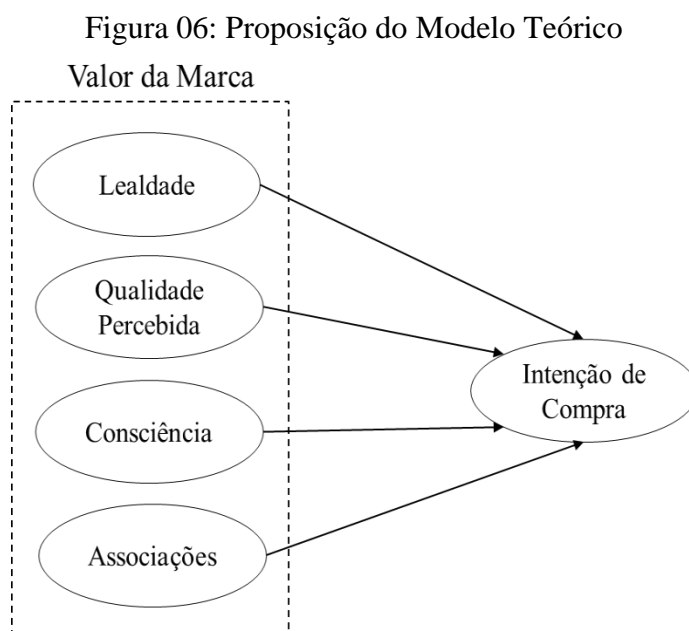 Figura 06: Proposição do Modelo Teórico
Valor da Marca
Lealdade
Qualidade
Percebida
Consciência
Associações
Intenção de
Compra